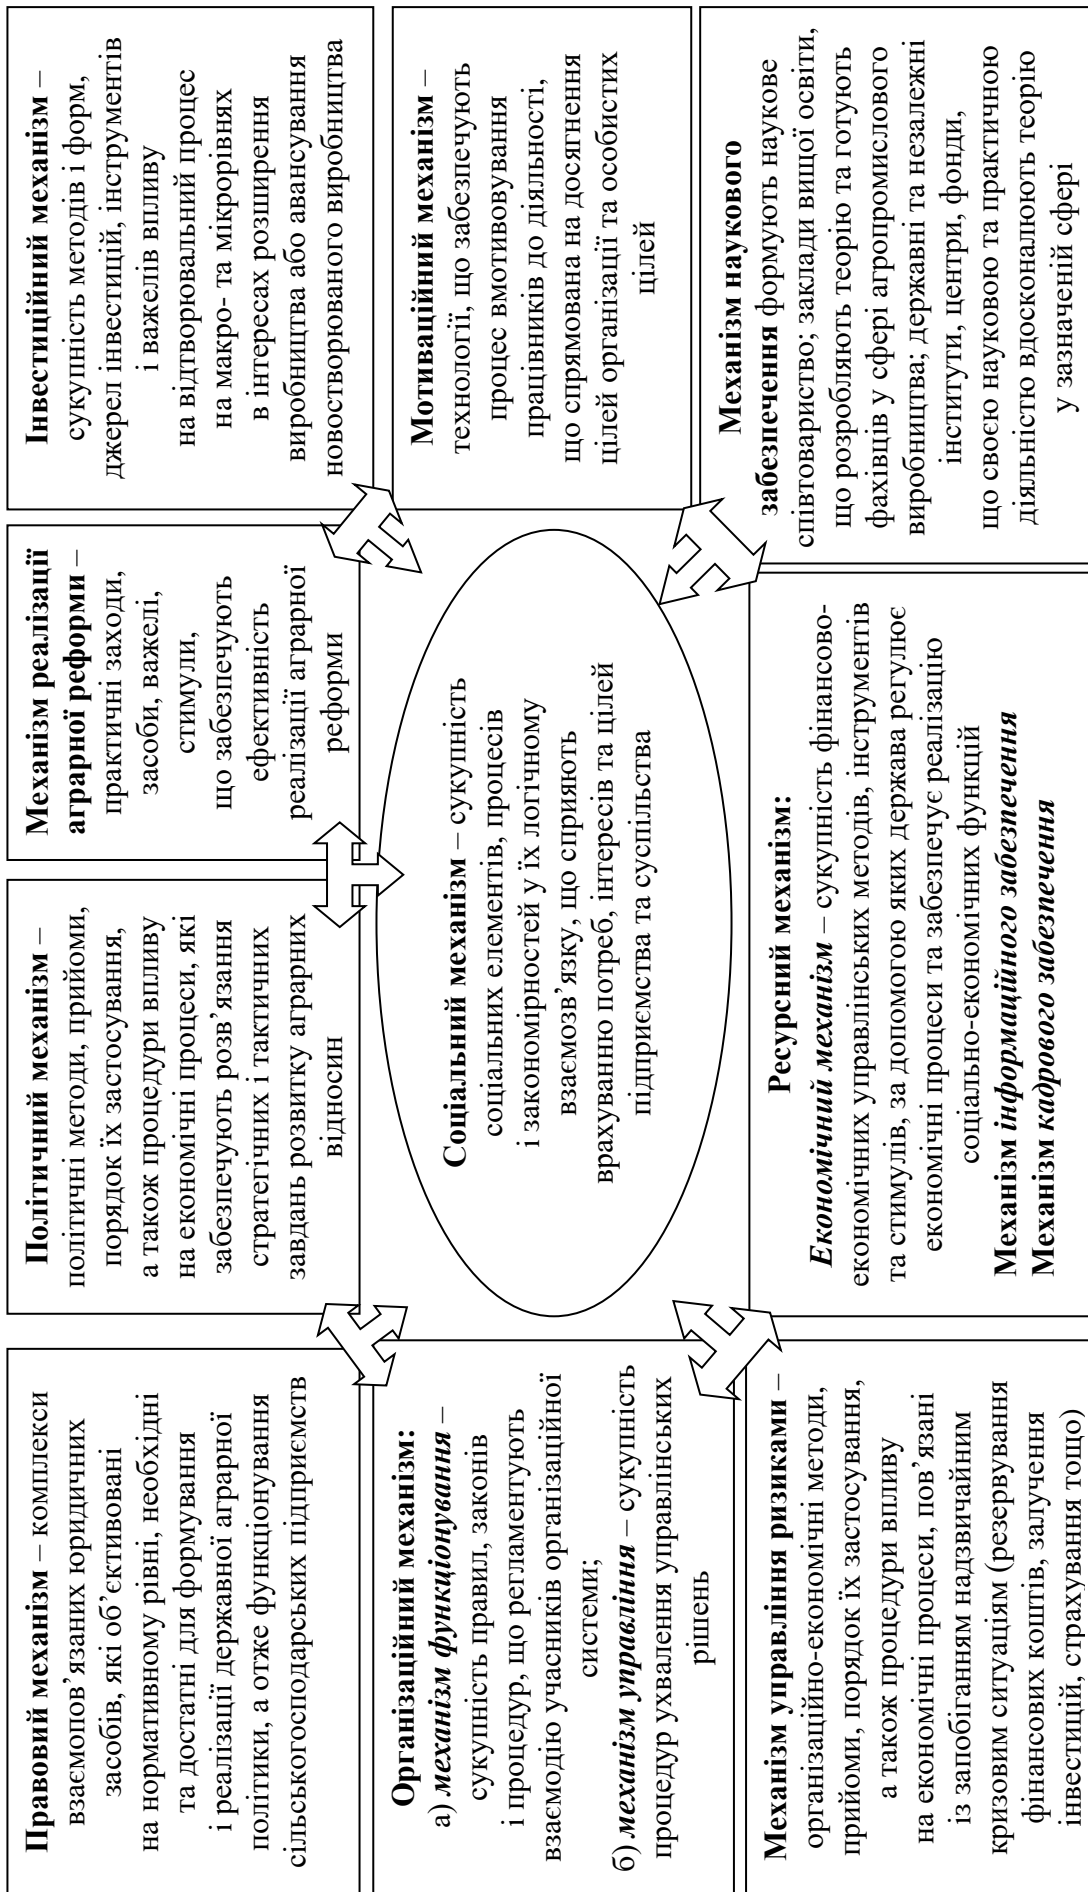 Правовий механізм – комплекси
взаємопов’язаних юридичних
засобів, які об’єктивовані
на нормативному рівні, необхідні
та достатні для формування
і реалізації державної аграрної
політики, а отже функціонування
сільськогосподарських підприємств
Політичний механізм –
політичні методи, прийоми,
порядок їх застосування,
а також процедури впливу
на економічні процеси, які
забезпечують розв’язання
стратегічних і тактичних
завдань розвитку аграрних
відносин
Механізм реалізації
аграрної реформи –
практичні заходи,
засоби, важелі,
стимули,
що забезпечують
ефективність
реалізації аграрної
реформи
Інвестиційний механізм –
сукупність методів і форм,
джерел інвестицій, інструментів
і важелів впливу
на відтворювальний процес
на макро- та мікрорівнях
в інтересах розширення
виробництва або авансування
новостворюваного виробництва
Організаційний механізм:
а) механізм функціонування –
сукупність правил, законів
і процедур, що регламентують
взаємодію учасників організаційної
системи;
б) механізм управління – сукупність
процедур ухвалення управлінських
рішень
Соціальний механізм – сукупність
соціальних елементів, процесів
і закономірностей у їх логічному
взаємозв’язку, що сприяють
врахуванню потреб, інтересів та цілей
підприємства та суспільства
Мотиваційний механізм –
технології, що забезпечують
процес вмотивовування
працівників до діяльності,
що спрямована на досягнення
цілей організації та особистих
цілей
Механізм управління ризиками –
організаційно-економічні методи,
прийоми, порядок їх застосування,
а також процедури впливу
на економічні процеси, пов’язані
із запобіганням надзвичайним
кризовим ситуаціям (резервування
фінансових коштів, залучення
інвестицій, страхування тощо)
Ресурсний механізм:
Економічний механізм – сукупність фінансово-
економічних управлінських методів, інструментів
та стимулів, за допомогою яких держава регулює
економічні процеси та забезпечує реалізацію
соціально-економічних функцій
Механізм інформаційного забезпечення
Механізм кадрового забезпечення
Механізм наукового
забезпечення формують наукове
співтовариство; заклади вищої освіти,
що розробляють теорію та готують
фахівців у сфері агропромислового
виробництва; державні та незалежні
інститути, центри, фонди,
що своєю науковою та практичною
діяльністю вдосконалюють теорію
у зазначеній сфері